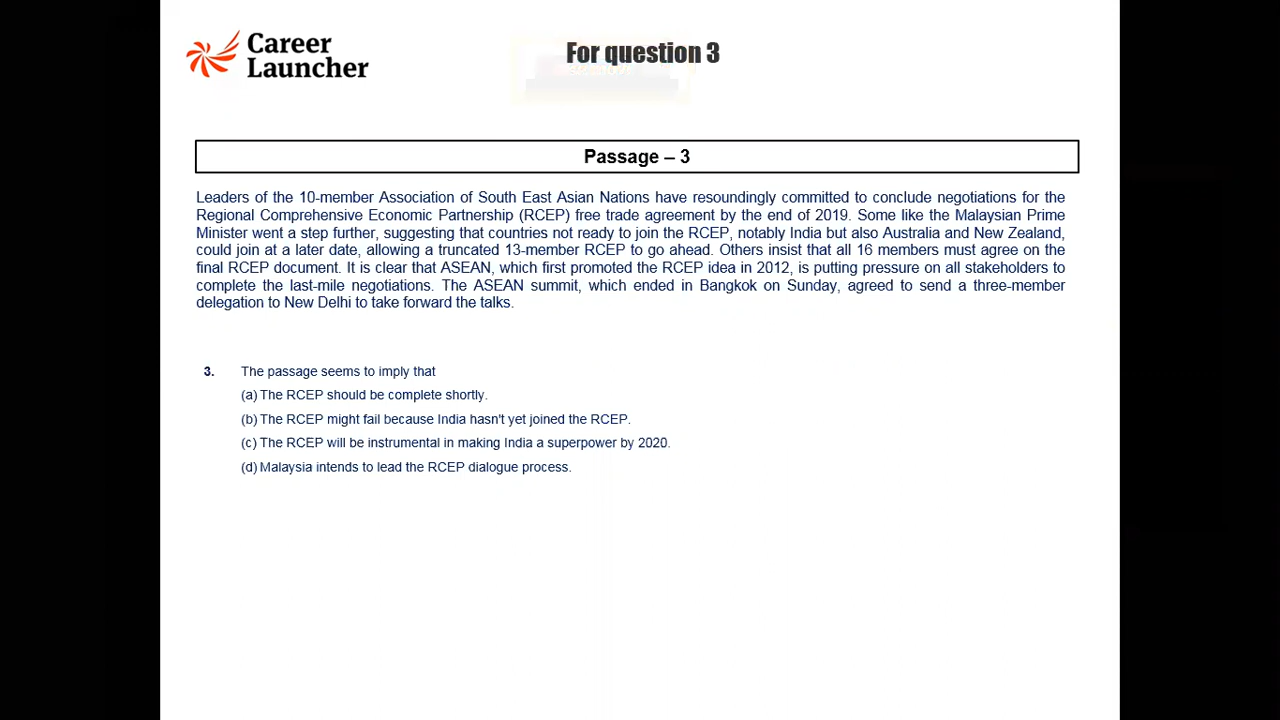 Career
Launcher
For question 3
Passage – 3
Leaders of the 10-member Association of South East Asian Nations have resoundingly committed to conclude negotiations for the
Regional Comprehensive Economic Partnership (RCEP) free trade agreement by the end of 2019. Some like the Malaysian Prime
Minister went a step further, suggesting that countries not ready to join the RCEP, notably India but also Australia and New Zealand,
could join at a later date, allowing a truncated 13-member RCEP to go ahead. Others insist that all 16 members must agree on the
final RCEP document. It is clear that ASEAN, which first promoted the RCEP idea in 2012, is putting pressure on all stakeholders to
complete the last-mile negotiations. The ASEAN summit, which ended in Bangkok on Sunday, agreed to send a three-member
delegation to New Delhi to take forward the talks.
3. The passage seems to imply that
(a) The RCEP should be complete shortly.
(b) The RCEP might fail because India hasn't yet joined the RCEP.
(c) The RCEP will be instrumental in making India a superpower by 2020.
(d) Malaysia intends to lead the RCEP dialogue process.